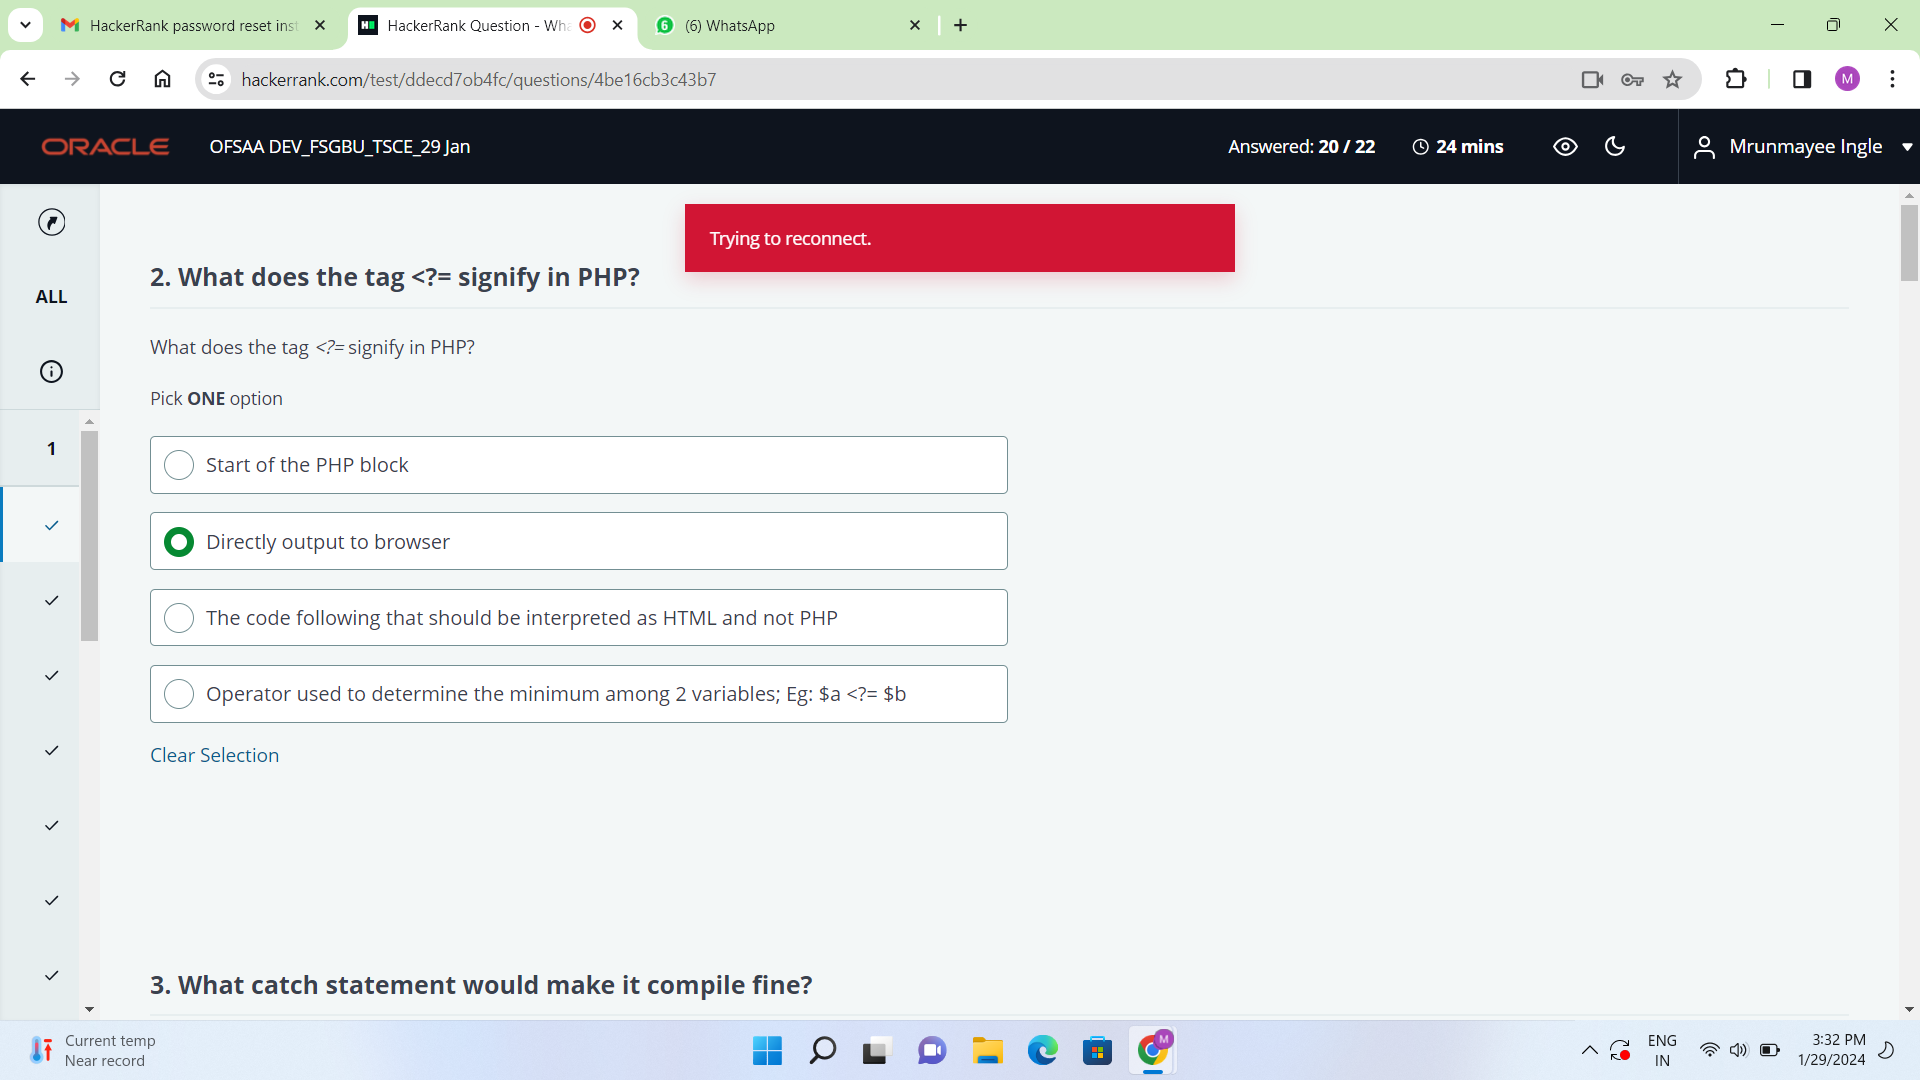 HackerRank password reset inst
HackerRank Question - Wha
6
(6) WhatsApp
hackerrank.com/test/ddecd7ob4fc/questions/4be16cb3c43b7
M
ORACLE
OFSAA DEV_FSGBU_TSCE_29 Jan
Answered: 20 / 22
24 mins
Mrunmayee Ingle
Trying to reconnect.
ALL
1
2. What does the tag <?= signify in PHP?
What does the tag <?= signify in PHP?
Pick ONE option
Start of the PHP block
Directly output to browser
The code following that should be interpreted as HTML and not PHP
Operator used to determine the minimum among 2 variables; Eg: $a <?= $b
Clear Selection
3. What catch statement would make it compile fine?
Current temp
Near record
M
ENG
IN
3:32 PM
1/29/2024